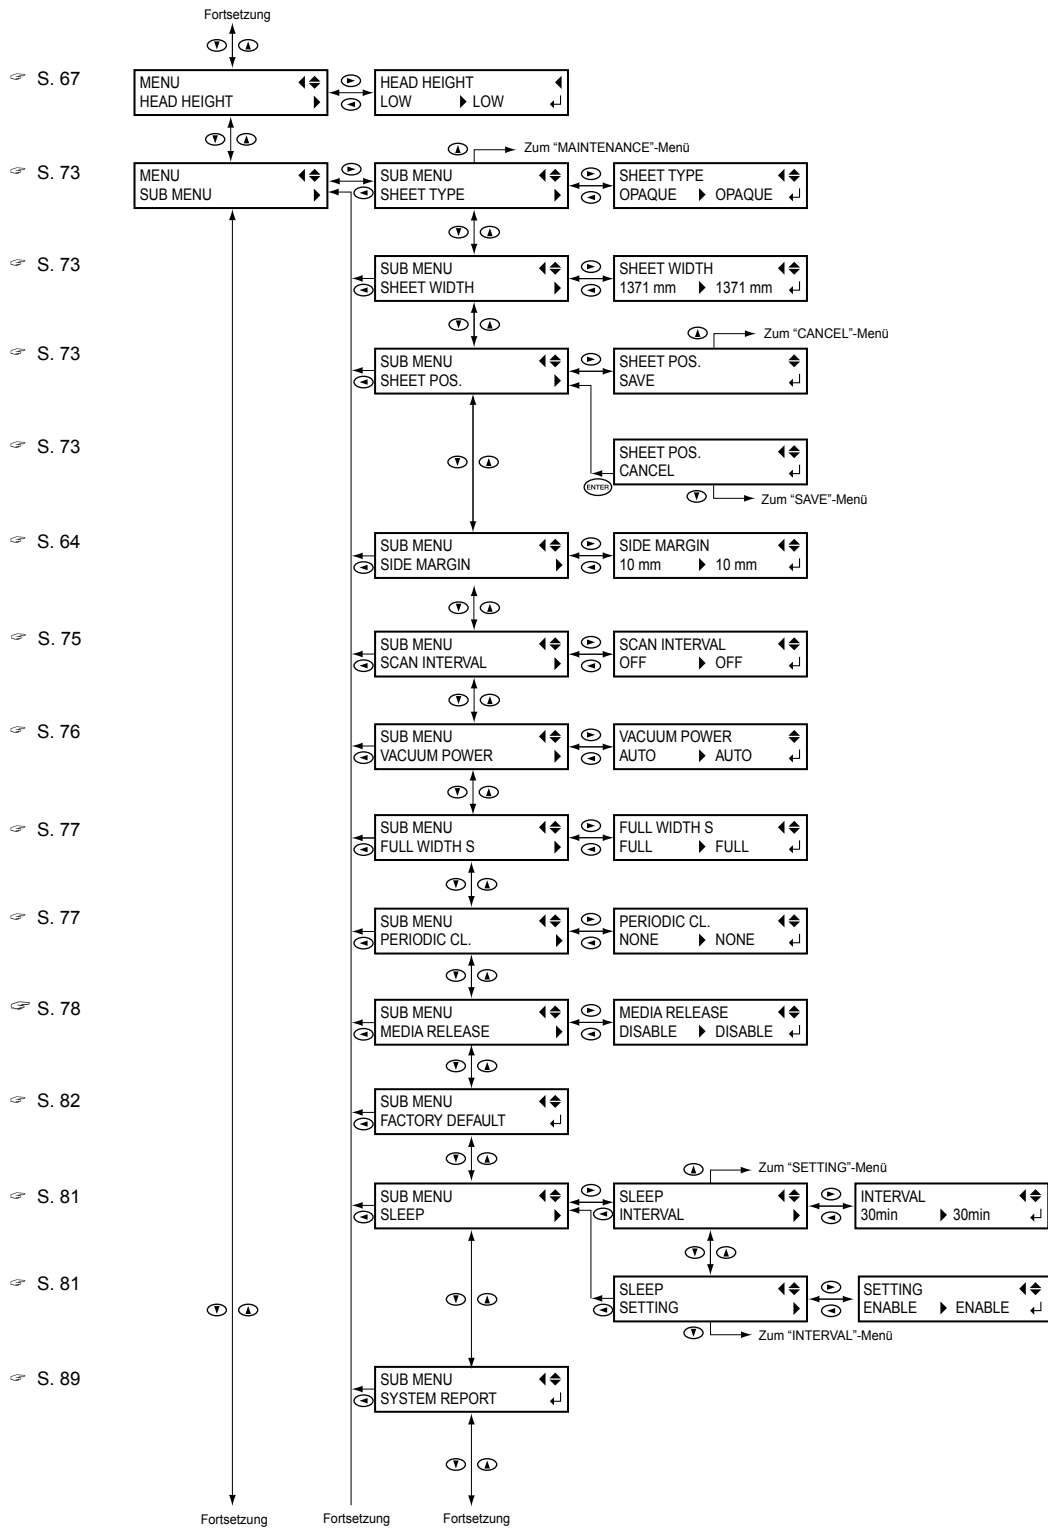 Fortsetzung
S. 67
MENU
HEAD HEIGHT
HEAD HEIGHT
LOW LOW
Zum "MAINTENANCE"-Menü
S. 73
MENU
SUB MENU
SUB MENU
SHEET TYPE
SHEET TYPE
OPAQUE OPAQUE
S. 73
SUB MENU
SHEET WIDTH
SHEET WIDTH
1371 mm 1371 mm
Zum "CANCEL"-Menü
S. 73
SUB MENU
SHEET POS.
SHEET POS.
SAVE
S. 73
SHEET POS.
CANCEL
ENTER
Zum "SAVE"-Menü
S. 64
SUB MENU
SIDE MARGIN
SIDE MARGIN
10 mm 10 mm
S. 75
SUB MENU
SCAN INTERVAL
SCAN INTERVAL
OFF OFF
S. 76
SUB MENU
VACUUM POWER
VACUUM POWER
AUTO AUTO
S. 77
SUB MENU
FULL WIDTH S
FULL WIDTH S
FULL FULL
S. 77
SUB MENU
PERIODIC CL.
PERIODIC CL.
NONE NONE
S. 78
SUB MENU
MEDIA RELEASE
MEDIA RELEASE
DISABLE DISABLE
S. 82
SUB MENU
FACTORY DEFAULT
Zum "SETTING"-Menü
S. 81
SUB MENU
SLEEP
SLEEP
INTERVAL
INTERVAL
30min 30min
S. 81
SLEEP
SETTING
SETTING
ENABLE ENABLE
Zum "INTERVAL"-Menü
S. 89
SUB MENU
SYSTEM REPORT
Fortsetzung Fortsetzung Fortsetzung